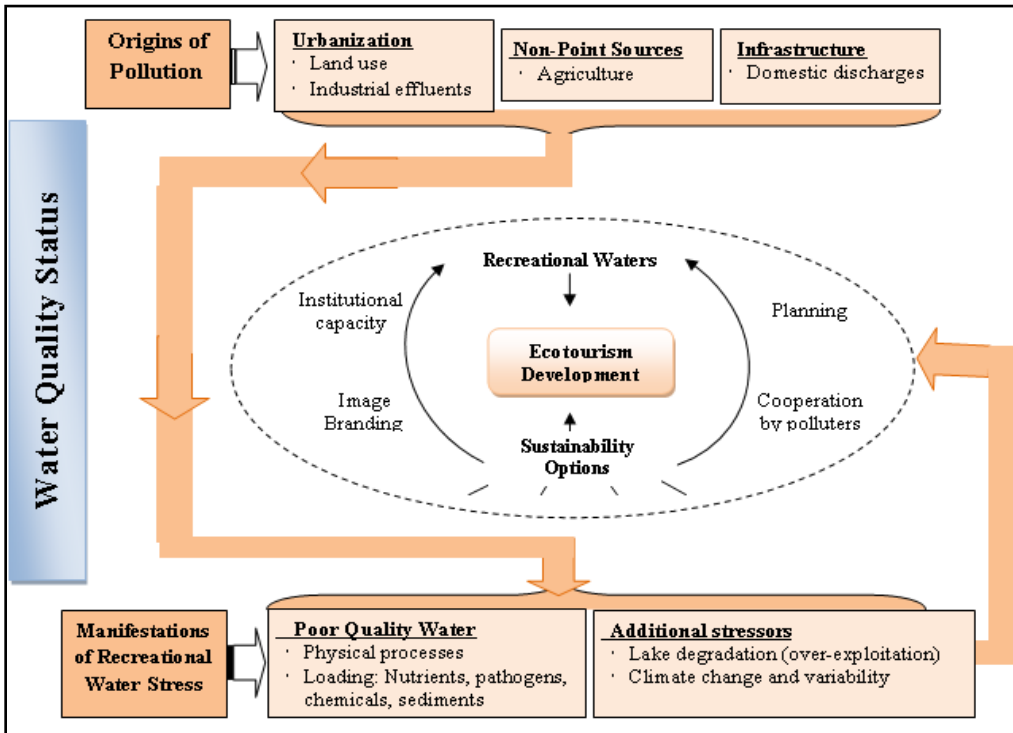 Origins of
Pollution
Urbanization
· Land use
· Industrial effluents
Non-Point Sources
· Agriculture
Infrastructure
· Domestic discharges
Water Quality Status
Recreational Waters
Institutional
capacity
Planning
Ecotourism
Development
Image
Branding
Cooperation
by polluters
Sustainability
Options
Manifestations
of Recreational
Water Stress
Poor Quality Water
· Physical processes
· Loading: Nutrients, pathogens,
chemicals, sediments
Additional stressors
· Lake degradation (over-exploitation)
· Climate change and variability